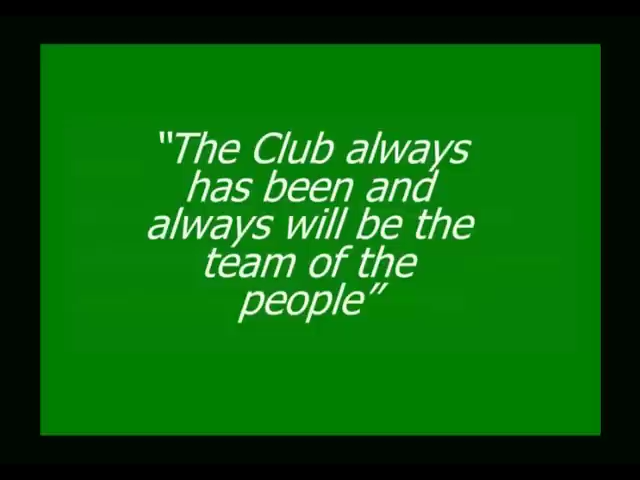 “The Club always
has been and
always will be the
team of the
people”